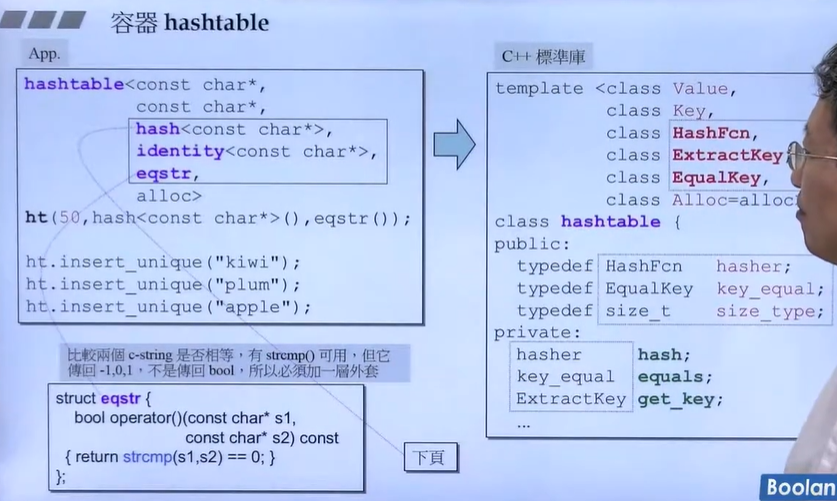 容器 hashtable
App.
hashtable<const char*,
const char*,
hash<const char*>,
identity<const char*>,
eqstr,
alloc>
ht(50,hash<const char*>(),eqstr());
ht.insert_unique("kiwi");
ht.insert_unique("plum");
ht.insert_unique("apple");
比較兩個 c-string 是否相等，有 strcmp() 可用，但它
傳回 -1,0,1，不是傳回 bool，所以必須加一層外套
struct eqstr {
bool operator()(const char* s1,
const char* s2) const
{ return strcmp(s1,s2) == 0; }
};
下頁
C++ 標準庫
template <class Value,
class Key,
class HashFcn,
class ExtractKey,
class EqualKey,
class Alloc=alloc
class hashtable {
public:
typedef HashFcn hasher;
typedef EqualKey key_equal;
typedef size_t size_type;
private:
hasher hash;
key_equal equals;
ExtractKey get_key;
...
Boolan